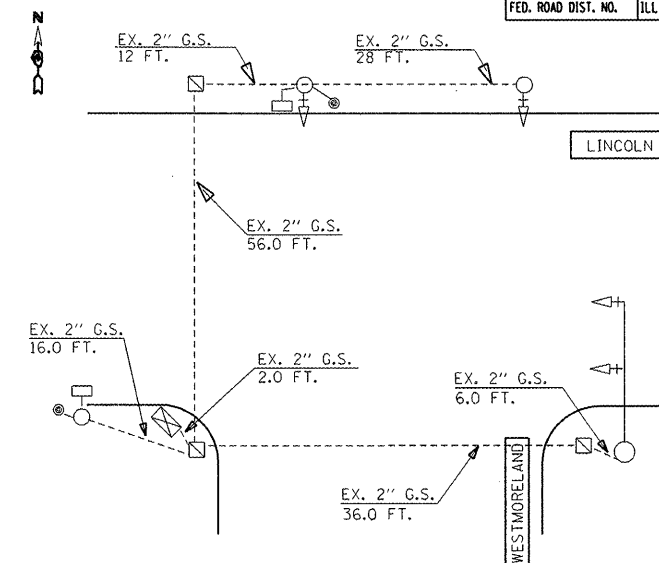 FED. ROAD DIST. NO. ILL
N
EX. 2" G.S.
12 FT.
EX. 2" G.S.
28 FT.
LINCOLN
EX. 2" G.S.
56.0 FT.
EX. 2" G.S.
16.0 FT.
EX. 2" G.S.
2.0 FT.
EX. 2" G.S.
6.0 FT.
EX. 2" G.S.
36.0 FT.
WESTMORELAND